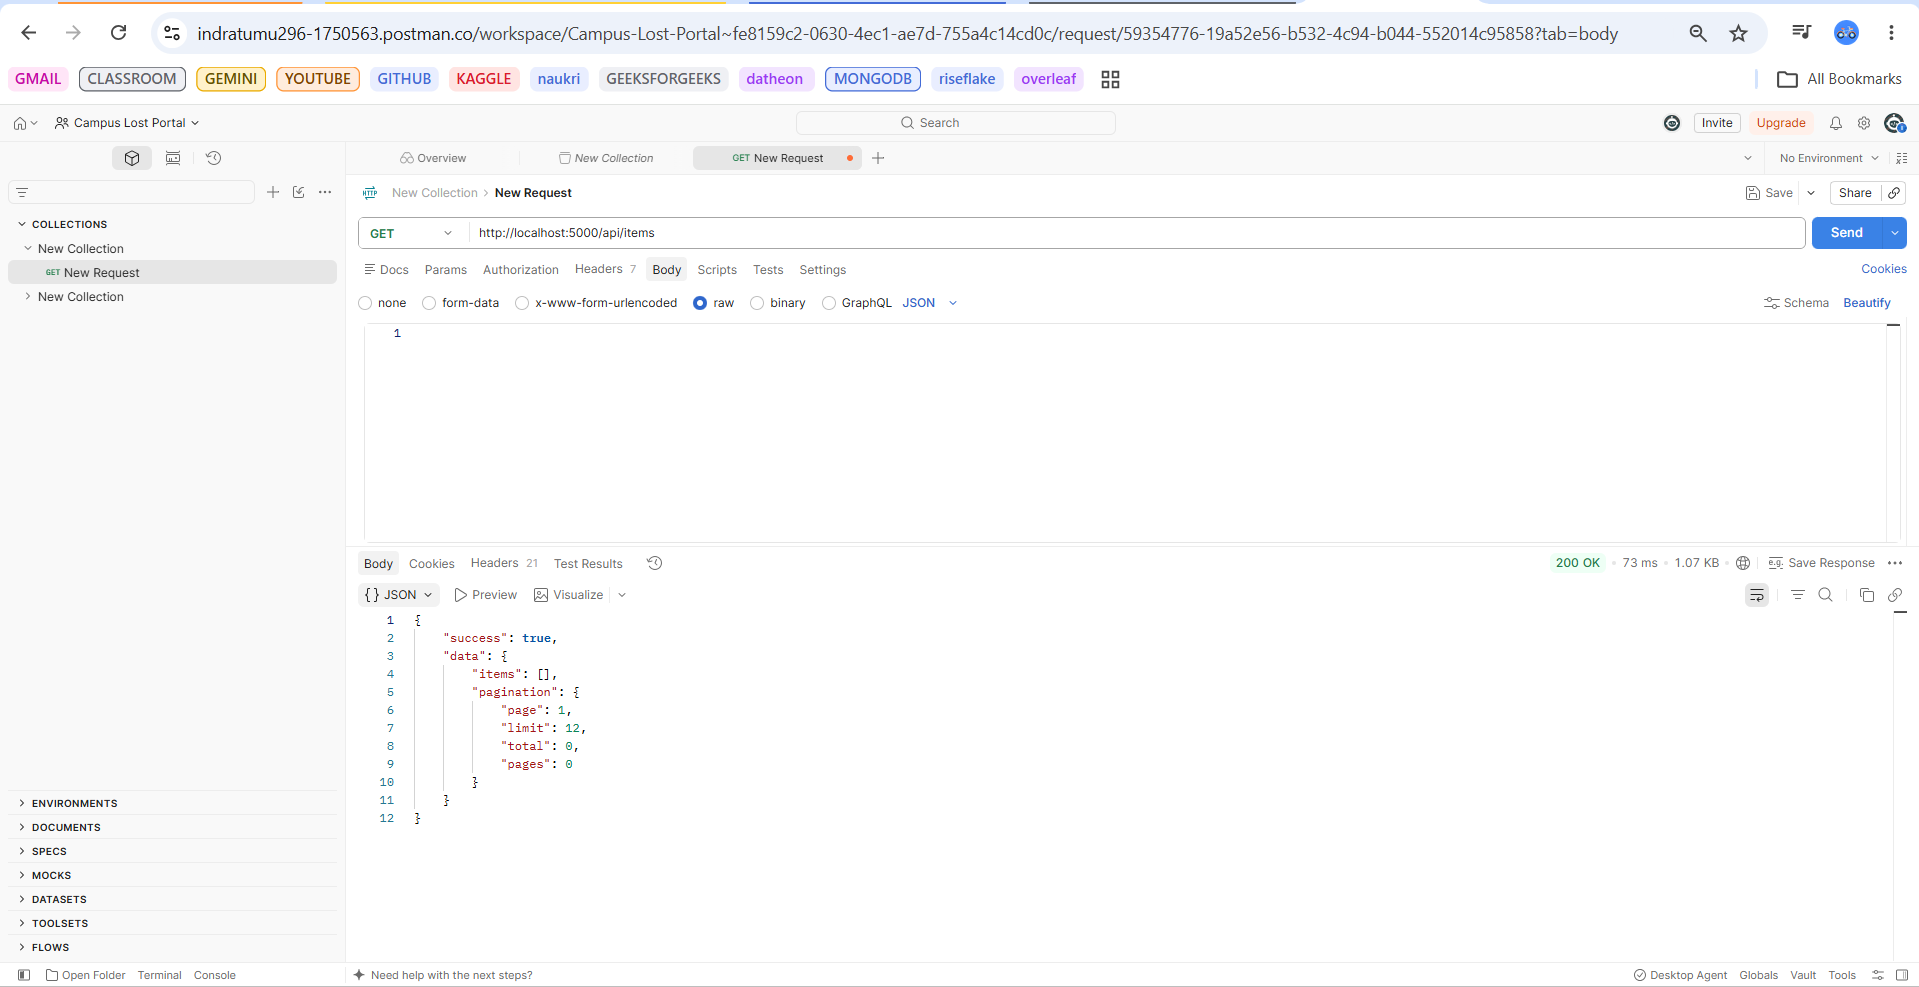 indratumu296-1750563.postman.co/workspace/Campus-Lost-Portal~fe8159c2-0630-4ec1-ae7d-755a4c14cd0c/request/59354776-19a52e56-b532-4c94-b044-552014c95858?tab=body
GMAIL CLASSROOM GEMINI YOUTUBE GITHUB KAGGLE naukri GEEKSFORGEEKS datheon MONGODB riseflake overleaf All Bookmarks
Campus Lost Portal Search Invite Upgrade
Overview New Collection GET New Request No Environment
New Collection > New Request Save Share
COLLECTIONS
New Collection
GET New Request
New Collection
GET http://localhost:5000/api/items Send
Docs Params Authorization Headers 7 Body Scripts Tests Settings Cookies
none form-data x-www-form-urlencoded raw binary GraphQL JSON Schema Beautify
1
Body Cookies Headers 21 Test Results 200 OK • 73 ms • 1.07 KB • e.g. Save Response
{} JSON Preview Visualize
1 {
2 "success": true,
3 "data": {
4 "items": [],
5 "pagination": {
6 "page": 1,
7 "limit": 12,
8 "total": 0,
9 "pages": 0
10 }
11 }
12 }
ENVIRONMENTS
DOCUMENTS
SPECS
MOCKS
DATASETS
TOOLSETS
FLOWS
Open Folder Terminal Console Need help with the next steps? Desktop Agent Globals Vault Tools